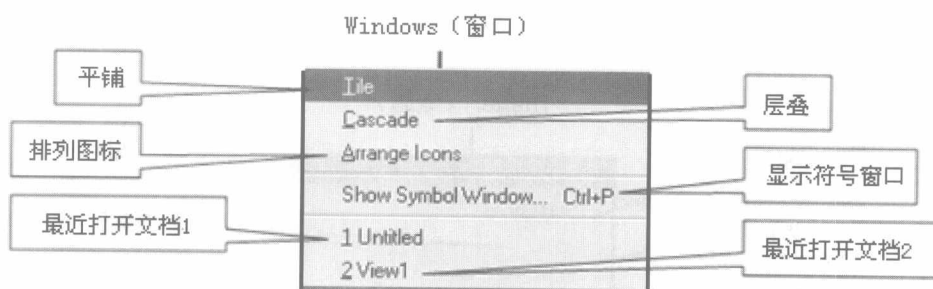 Windows（窗口）
平铺
Tile
Cascade
层叠
排列图标
Arrange Icons
Show Symbol Window... Ctrl+P
显示符号窗口
最近打开文档1
1 Untitled
2 View1
最近打开文档2